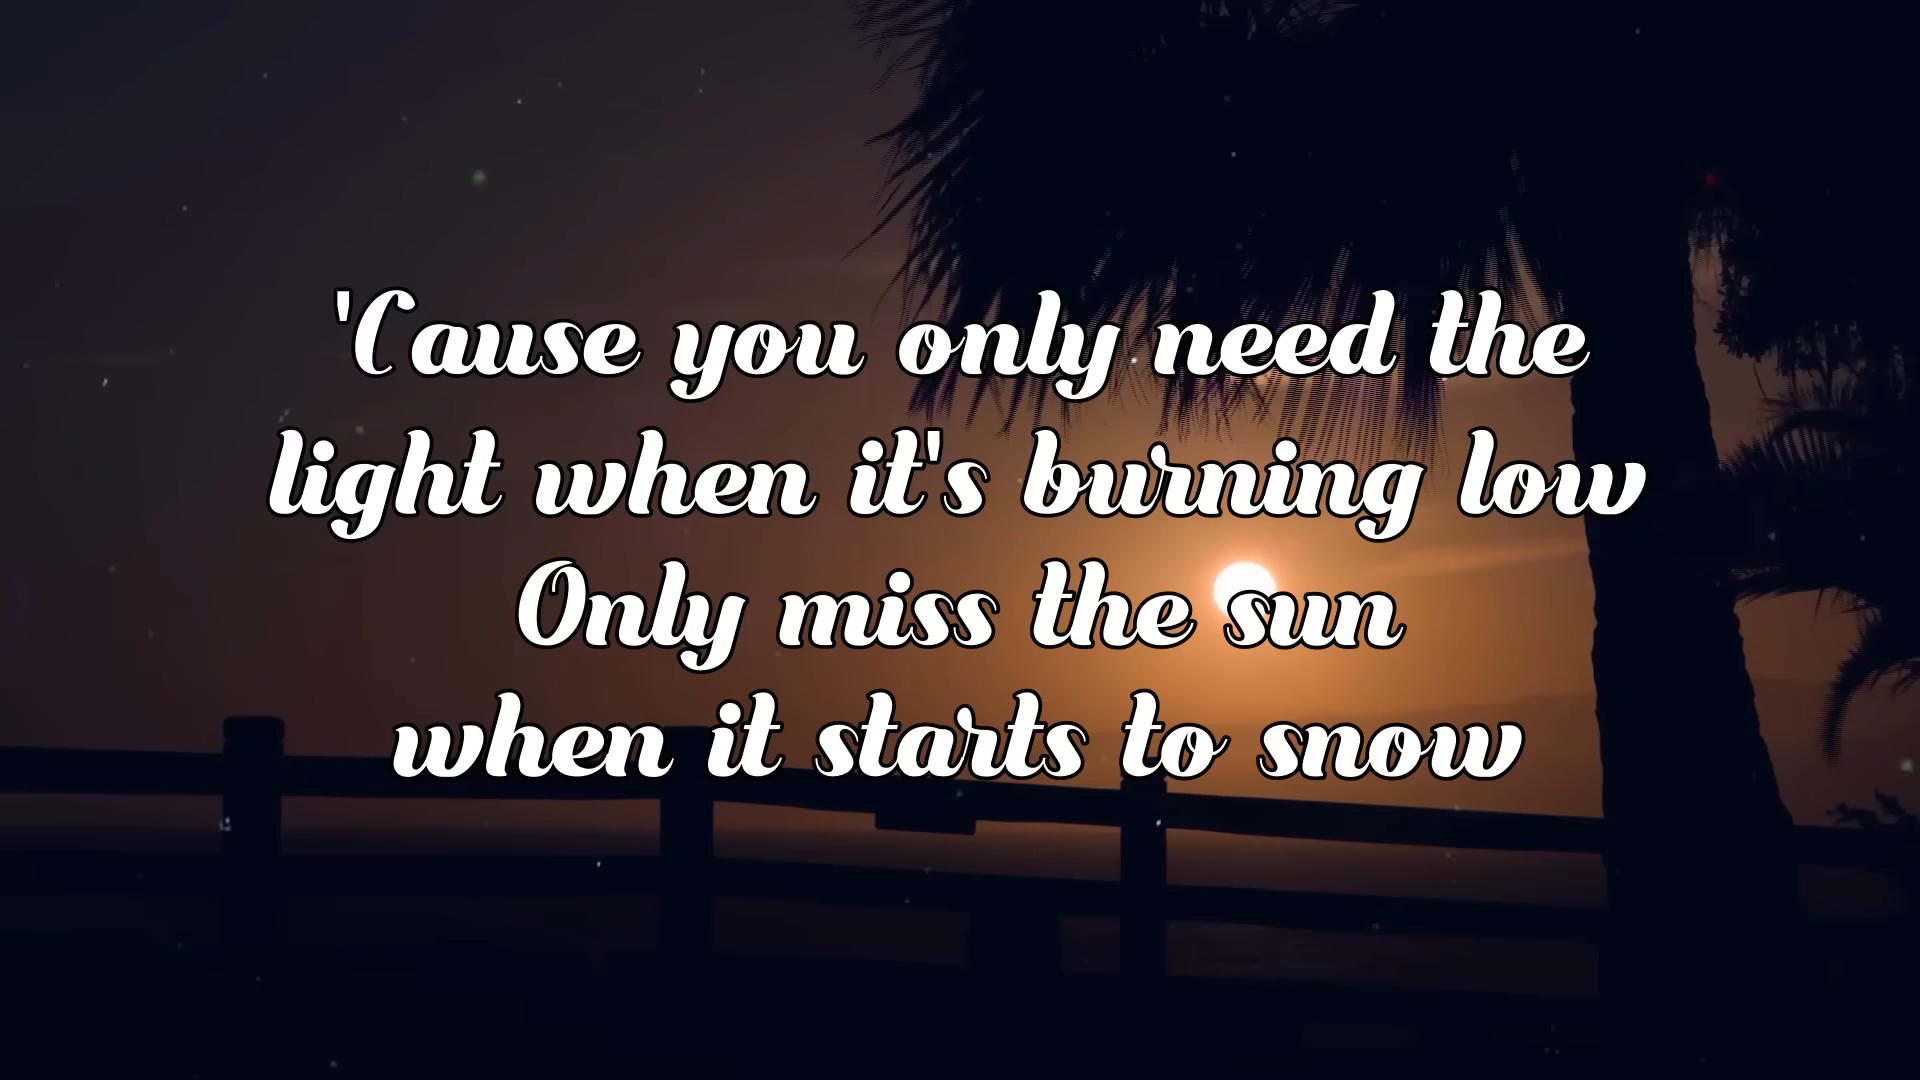 'Cause you only need the
light when it's burning low
Only miss the sun
when it starts to snow